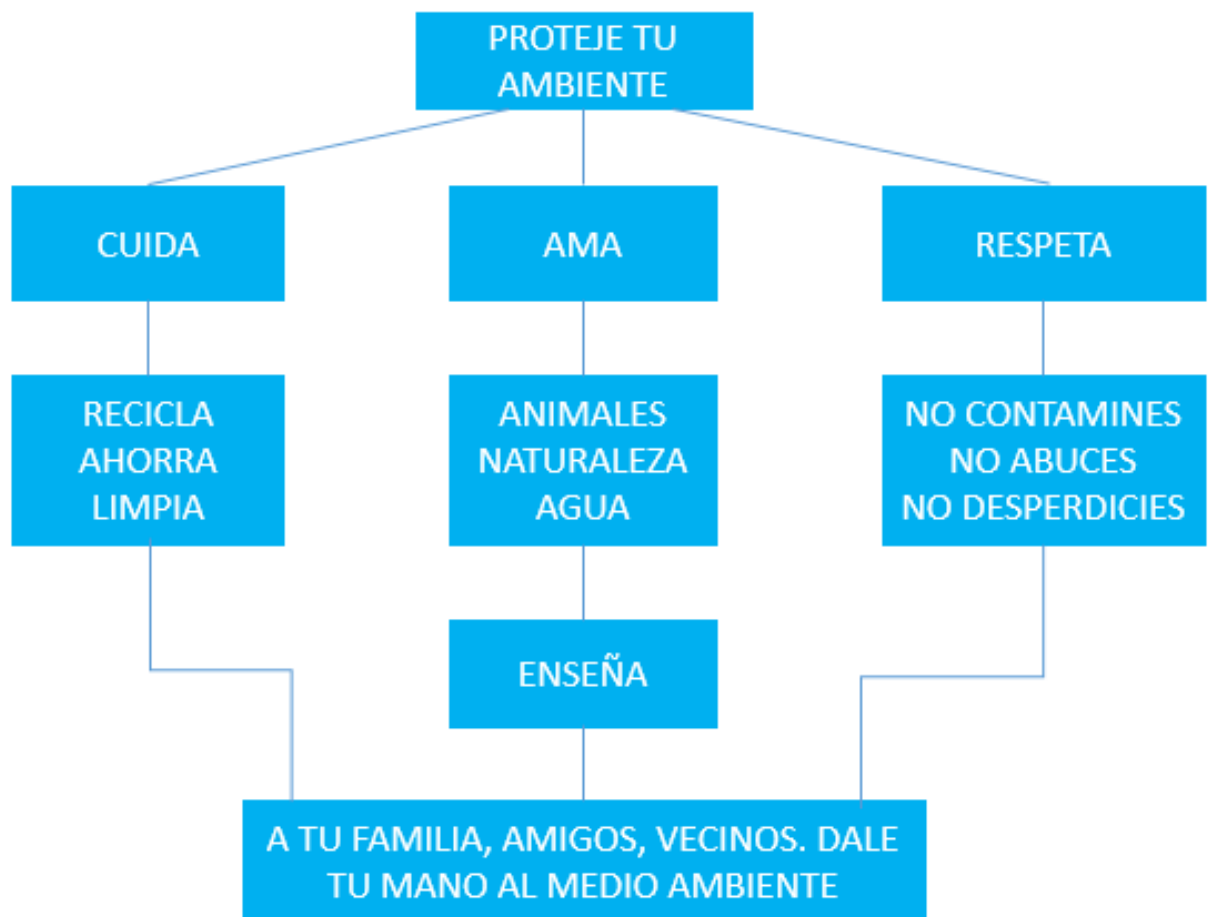 PROTEJE TU
AMBIENTE
CUIDA
AMA
RESPETA
RECICLA
AHORRA
LIMPIA
ANIMALES
NATURALEZA
AGUA
NO CONTAMINES
NO ABUCES
NO DESPERDICIES
ENSEÑA
A TU FAMILIA, AMIGOS, VECINOS. DALE
TU MANO AL MEDIO AMBIENTE